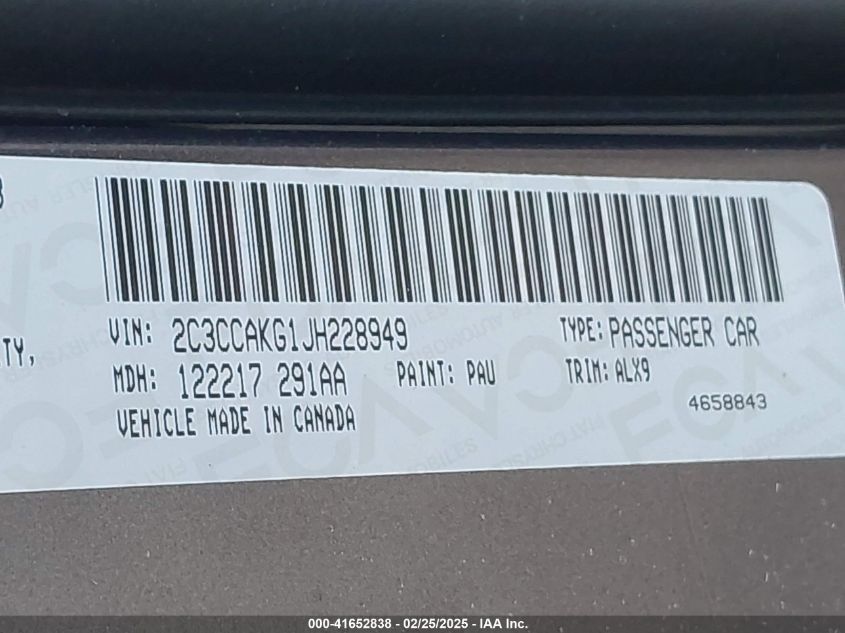 VIN: 2C3CCAKG1JH228949 TYPE: PASSENGER CAR
TY,
MDH: 122217 291AA PAINT: PAU TRIM: ALX9
4658843
VEHICLE MADE IN CANADA
000-41652838 - 02/25/2025 - IAA Inc.